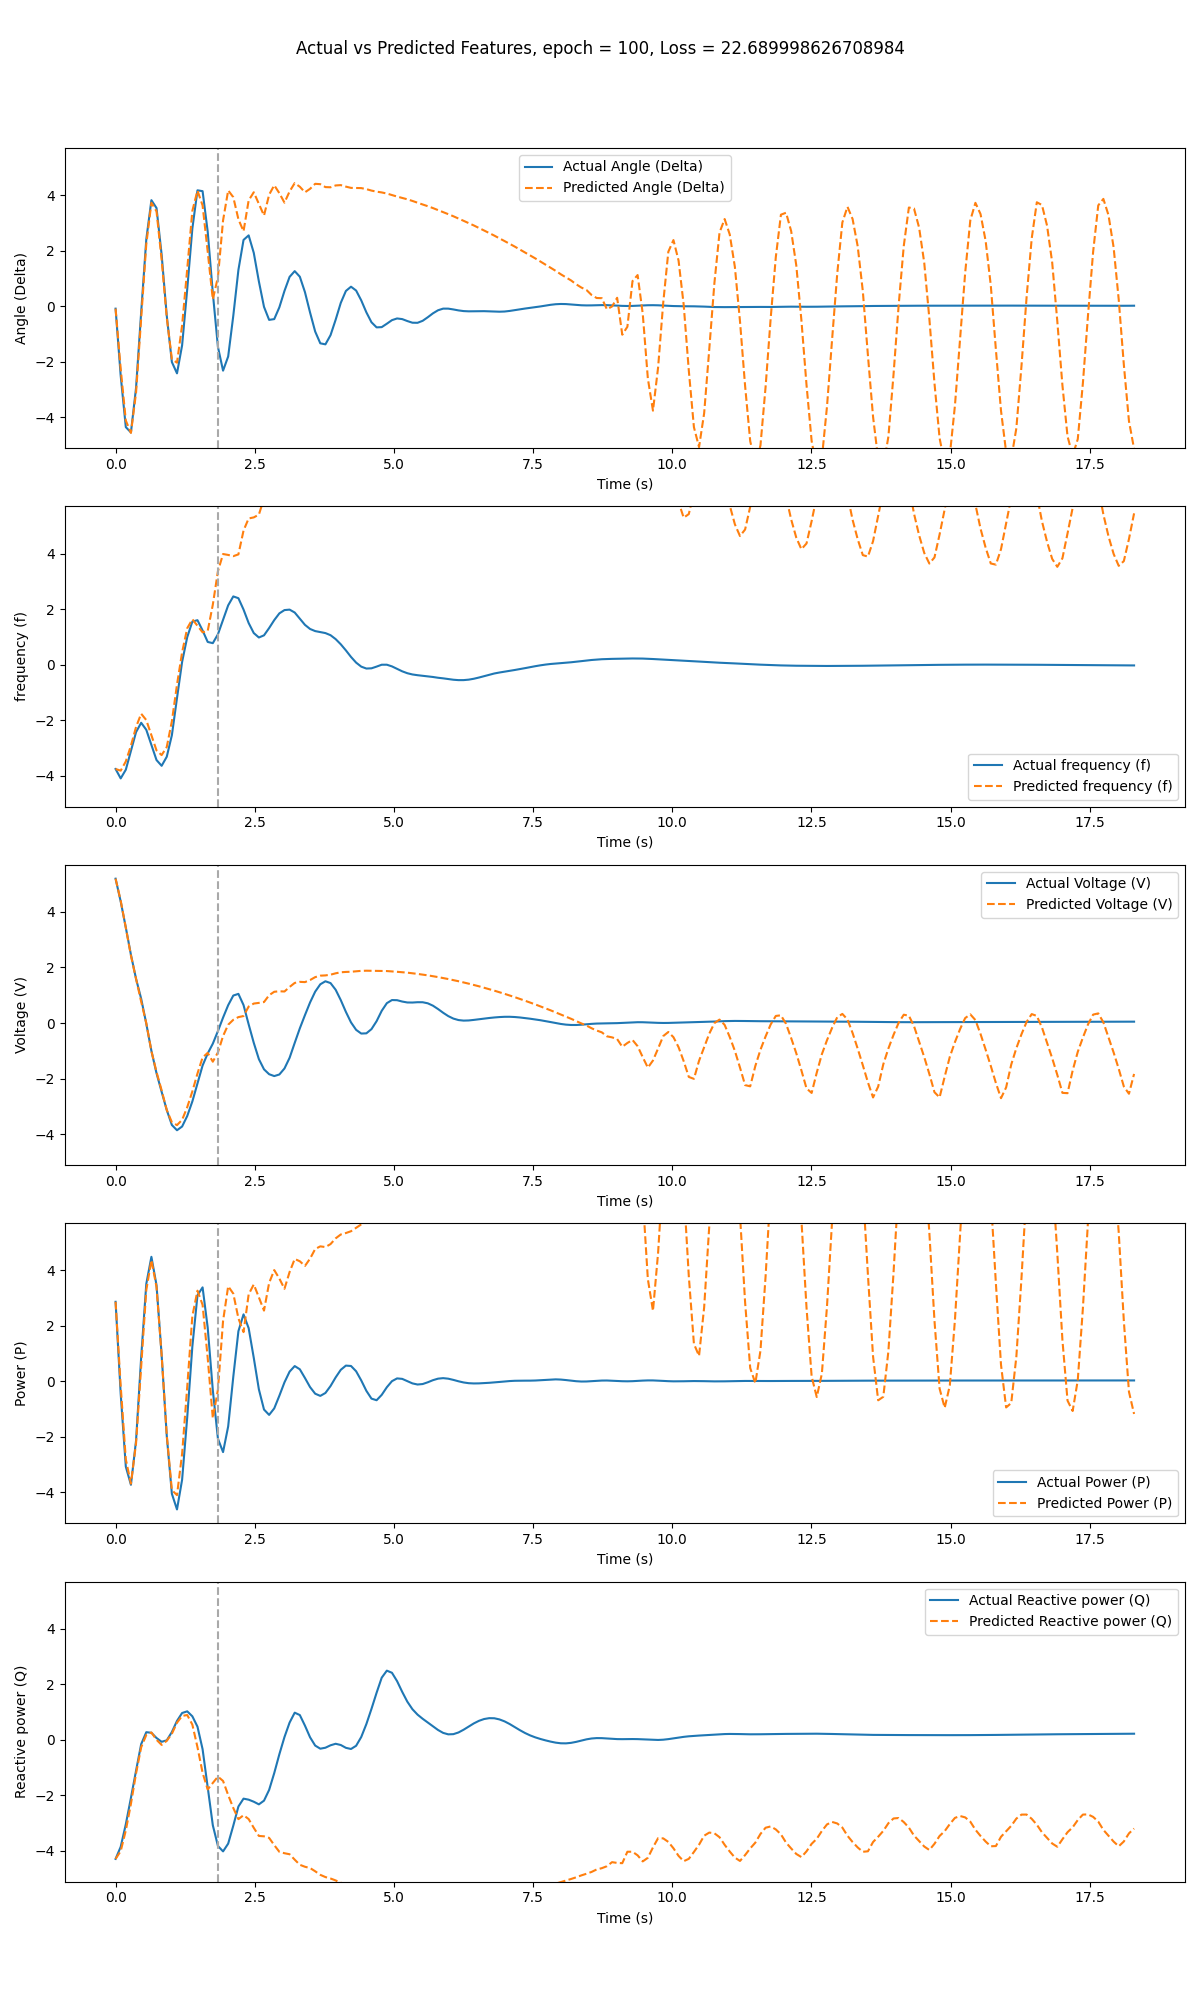 Actual vs Predicted Features, epoch = 100, Loss = 22.689998626708984
Actual Angle (Delta)
Predicted Angle (Delta)
Angle (Delta)
4
2
0
−2
−4
0.0 2.5 5.0 7.5 10.0 12.5 15.0 17.5
Time (s)
frequency (f)
4
2
0
−2
−4
Actual frequency (f)
Predicted frequency (f)
0.0 2.5 5.0 7.5 10.0 12.5 15.0 17.5
Time (s)
Actual Voltage (V)
Predicted Voltage (V)
Voltage (V)
4
2
0
−2
−4
0.0 2.5 5.0 7.5 10.0 12.5 15.0 17.5
Time (s)
Power (P)
4
2
0
−2
−4
Actual Power (P)
Predicted Power (P)
0.0 2.5 5.0 7.5 10.0 12.5 15.0 17.5
Time (s)
Actual Reactive power (Q)
Predicted Reactive power (Q)
Reactive power (Q)
4
2
0
−2
−4
0.0 2.5 5.0 7.5 10.0 12.5 15.0 17.5
Time (s)